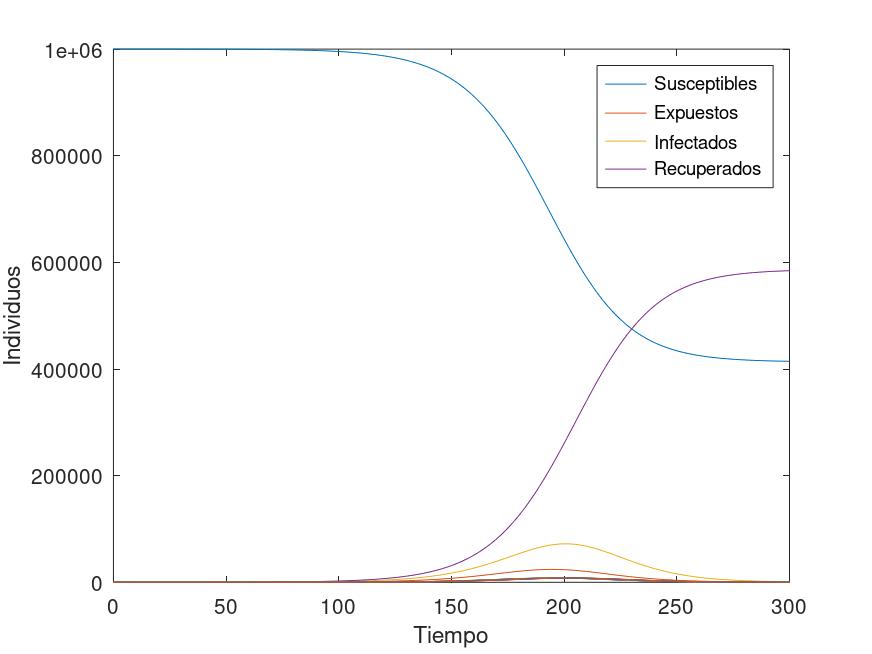 1e+06
800000
600000
400000
200000
0
Individuos
0 50 100 150 200 250 300
Tiempo
Susceptibles
Expuestos
Infectados
Recuperados